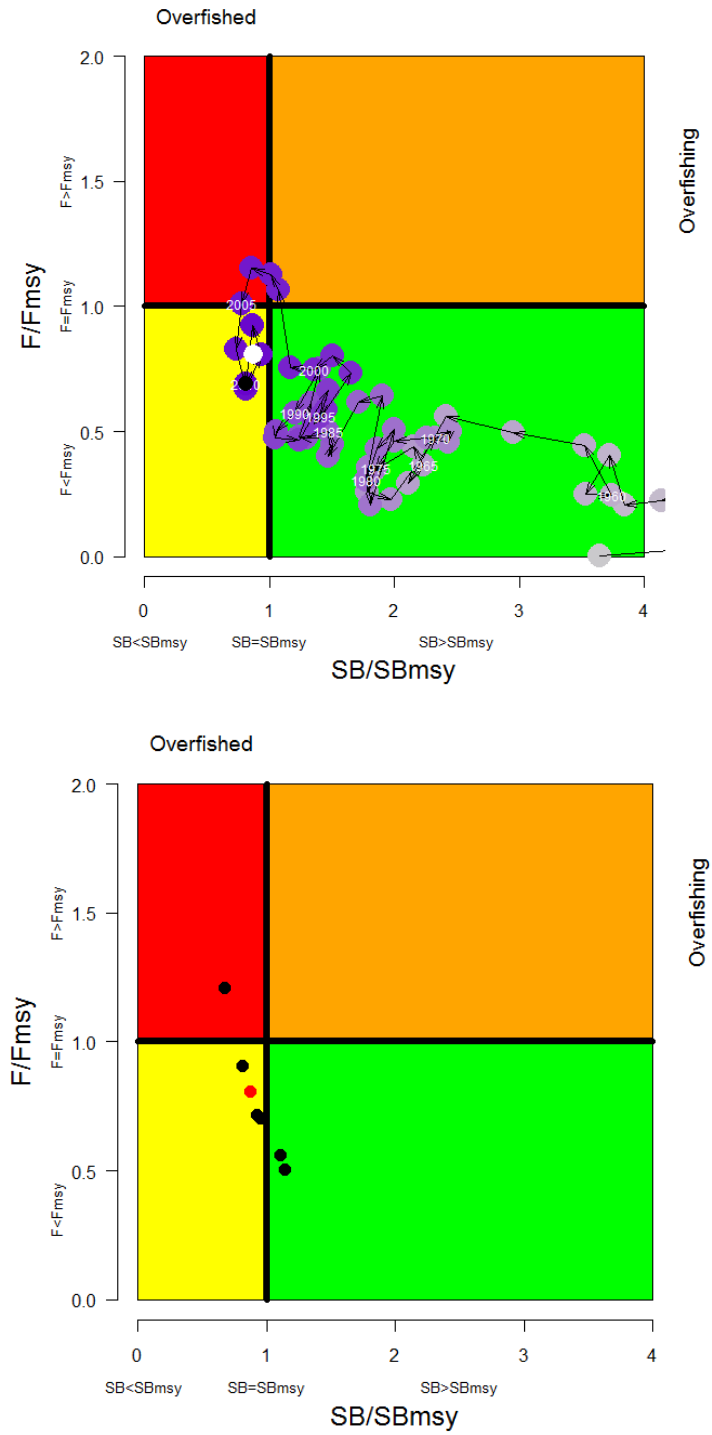 Overfished
2.0
1.5
1.0
0.5
0.0
F/Fmsy
F>Fmsy
F=Fmsy
F<Fmsy
Overfishing
2005
2000
1990
1995
1985
1970
1975
1965
1980
1960
0
1
2
3
4
SB<SBmsy
SB=SBmsy
SB>SBmsy
SB/SBmsy
Overfished
2.0
1.5
1.0
0.5
0.0
F/Fmsy
F>Fmsy
F=Fmsy
F<Fmsy
Overfishing
0
1
2
3
4
SB<SBmsy
SB=SBmsy
SB>SBmsy
SB/SBmsy